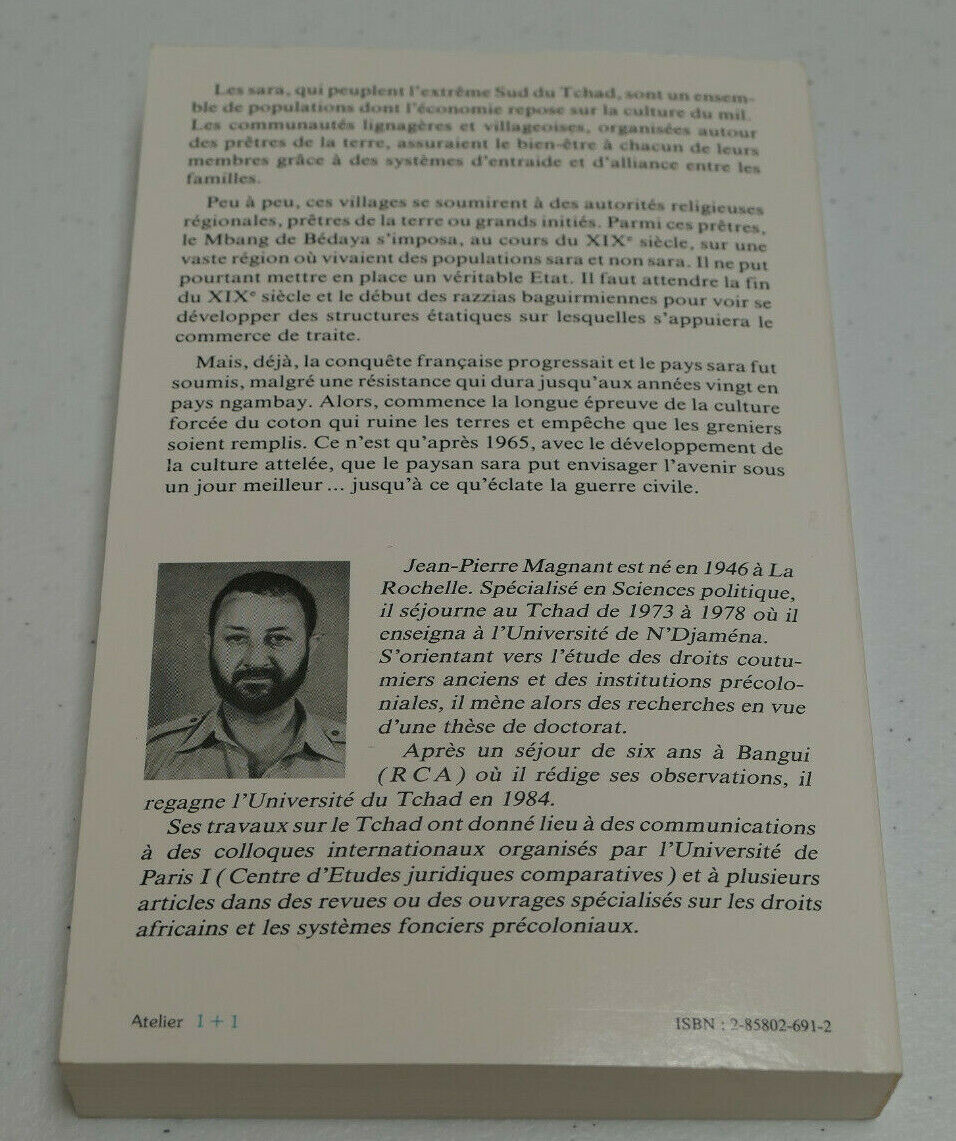 Les sara, qui peuplent l'extrême Sud du Tchad, sont un ensem-
ble de populations dont l'économie repose sur la culture du mil.
Les communautés lignagères et villageoises, organisées autour
des prêtres de la terre, assuraient le bien-être à chacun de leurs
membres grâce à des systèmes d'entraide et d'alliance entre les
familles.
Peu à peu, ces villages se soumirent à des autorités religieuses
régionales, prêtres de la terre ou grands initiés. Parmi ces prêtres,
le Mbang de Bédaya s'imposa, au cours du XIXᵉ siècle, sur une
vaste région où vivaient des populations sara et non sara. Il ne put
pourtant mettre en place un véritable Etat. Il faut attendre la fin
du XIXᵉ siècle et le début des razzias baguirmiennes pour voir se
développer des structures étatiques sur lesquelles s'appuiera le
commerce de traite.
Mais, déjà, la conquête française progressait et le pays sara fut
soumis, malgré une résistance qui dura jusqu'aux années vingt en
pays ngambay. Alors, commence la longue épreuve de la culture
forcée du coton qui ruine les terres et empêche que les greniers
soient remplis. Ce n'est qu'après 1965, avec le développement de
la culture attelée, que le paysan sara put envisager l'avenir sous
un jour meilleur... jusqu'à ce qu'éclate la guerre civile.
Jean-Pierre Magnant est né en 1946 à La
Rochelle. Spécialisé en Sciences politique,
il séjourne au Tchad de 1973 à 1978 où il
enseigna à l'Université de N'Djaména.
S'orientant vers l'étude des droits coutu-
miers anciens et des institutions précolo-
niales, il mène alors des recherches en vue
d'une thèse de doctorat.
Après un séjour de six ans à Bangui
(RCA) où il rédige ses observations, il
regagne l'Université du Tchad en 1984.
Ses travaux sur le Tchad ont donné lieu à des communications
à des colloques internationaux organisés par l'Université de
Paris I (Centre d'Etudes juridiques comparatives) et à plusieurs
articles dans des revues ou des ouvrages spécialisés sur les droits
africains et les systèmes fonciers précoloniaux.
Atelier 1+1
ISBN : 2-85802-691-2